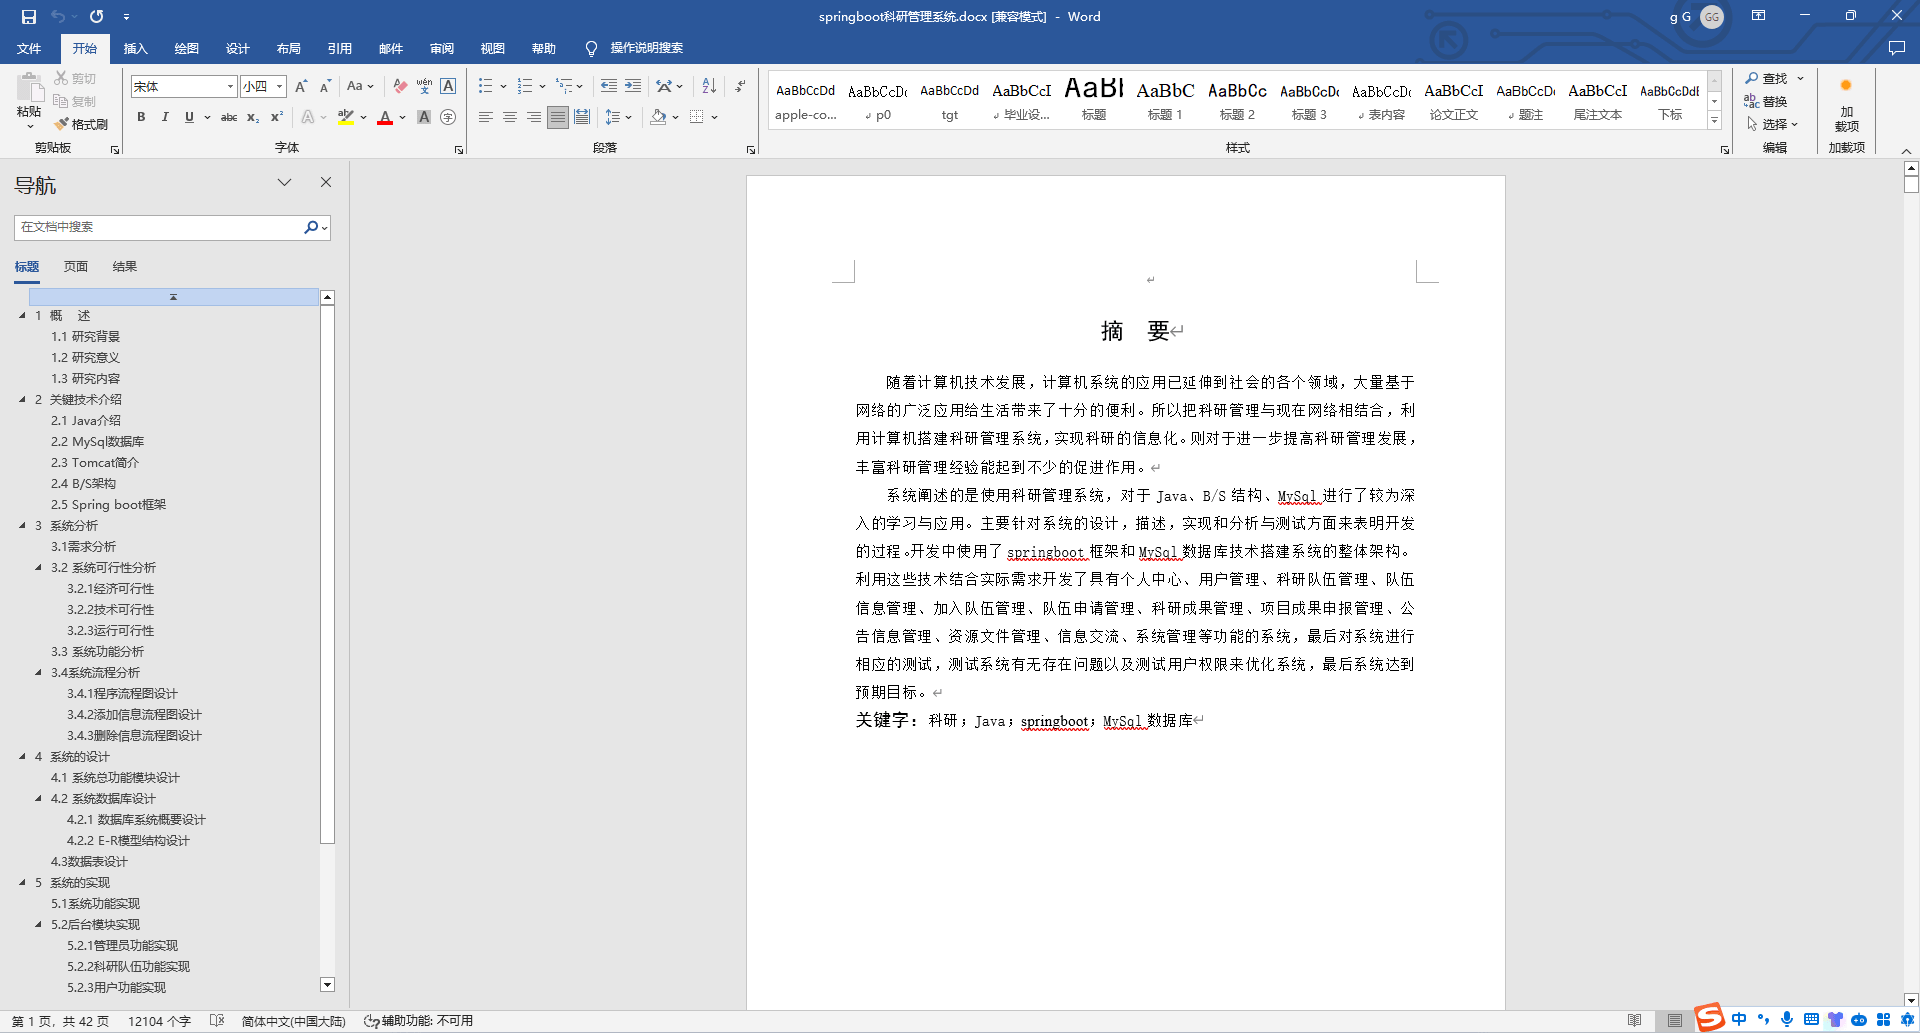 springboot科研管理系统.docx [兼容模式] - Word
g G
GG
文件 开始 插入 绘图 设计 布局 引用 邮件 审阅 视图 帮助 操作说明搜索
粘贴
剪切
复制
格式刷
剪贴板
宋体 小四
字体
段落
AaBbCcDd AaBbCcDc AaBbCcDd AaBbCcI AaBb AaBbC AaBbCc AaBbCcDc AaBbCcDc AaBbCcI AaBbCcDc AaBbCcI AaBbCcDdE
apple-co... p0 tgt 毕业设... 标题 标题 1 标题 2 标题 3 表内容 论文正文 题注 尾注文本 下标
样式
查找
替换
选择
编辑
加
载项
加载项
导航
在文档中搜索
标题 页面 结果
1 概 述
1.1 研究背景
1.2 研究意义
1.3 研究内容
2 关键技术介绍
2.1 Java介绍
2.2 MySql数据库
2.3 Tomcat简介
2.4 B/S架构
2.5 Spring boot框架
3 系统分析
3.1需求分析
3.2 系统可行性分析
3.2.1经济可行性
3.2.2技术可行性
3.2.3运行可行性
3.3 系统功能分析
3.4系统流程分析
3.4.1程序流程图设计
3.4.2添加信息流程图设计
3.4.3删除信息流程图设计
4 系统的设计
4.1 系统总功能模块设计
4.2 系统数据库设计
4.2.1 数据库系统概要设计
4.2.2 E-R模型结构设计
4.3数据表设计
5 系统的实现
5.1系统功能实现
5.2后台模块实现
5.2.1管理员功能实现
5.2.2科研队伍功能实现
5.2.3用户功能实现
摘 要
随着计算机技术发展，计算机系统的应用已延伸到社会的各个领域，大量基于
网络的广泛应用给生活带来了十分的便利。所以把科研管理与现在网络相结合，利
用计算机搭建科研管理系统，实现科研的信息化。则对于进一步提高科研管理发展，
丰富科研管理经验能起到不少的促进作用。
系统阐述的是使用科研管理系统，对于 Java、B/S 结构、MySql 进行了较为深
入的学习与应用。主要针对系统的设计，描述，实现和分析与测试方面来表明开发
的过程。开发中使用了 springboot 框架和 MySql 数据库技术搭建系统的整体架构。
利用这些技术结合实际需求开发了具有个人中心、用户管理、科研队伍管理、队伍
信息管理、加入队伍管理、队伍申请管理、科研成果管理、项目成果申报管理、公
告信息管理、资源文件管理、信息交流、系统管理等功能的系统，最后对系统进行
相应的测试，测试系统有无存在问题以及测试用户权限来优化系统，最后系统达到
预期目标。
关键字：科研；Java；springboot；MySql 数据库
第 1 页，共 42 页 12104 个字 简体中文(中国大陆) 辅助功能: 不可用
中